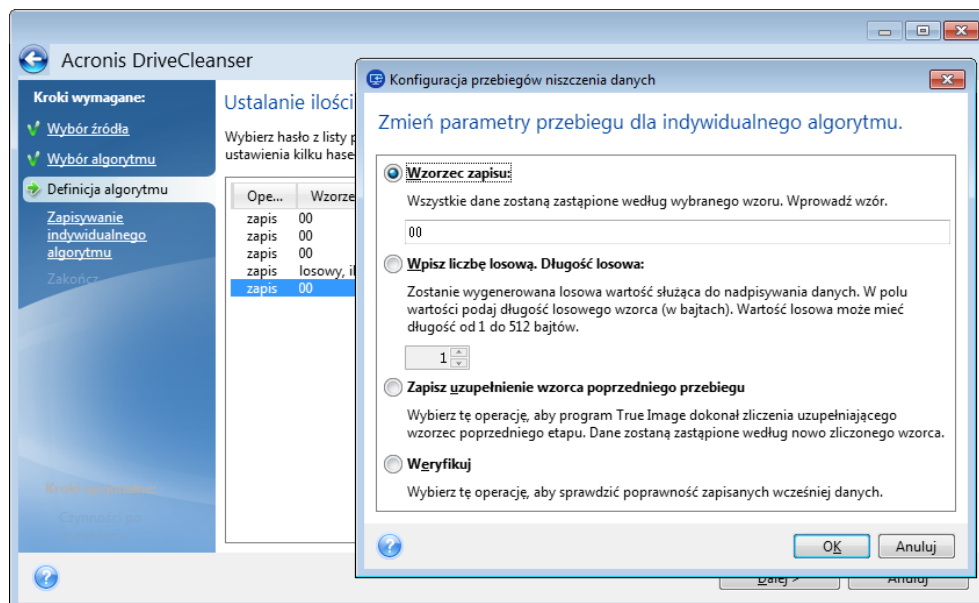 Acronis DriveCleanser
Kroki wymagane:
Wybór źródła
Wybór algorytmu
Definicja algorytmu
Zapisywanie
indywidualnego
algorytmu
Zakończ
Kroki opcjonalne:
Czynności po
Ustalanie ilości
Wybierz hasło z listy p
ustawienia kilku hase
Ope... Wzorze
zapis 00
zapis 00
zapis 00
zapis losowy, il
zapis 00
Dalej > Anuluj
Konfiguracja przebiegów niszczenia danych
Zmień parametry przebiegu dla indywidualnego algorytmu.
Wzorzec zapisu:
Wszystkie dane zostaną zastąpione według wybranego wzoru. Wprowadź wzór.
00
Wpisz liczbę losową. Długość losowa:
Zostanie wygenerowana losowa wartość służąca do nadpisywania danych. W polu
wartości podaj długość losowego wzorca (w bajtach). Wartość losowa może mieć
długość od 1 do 512 bajtów.
1
Zapisz uzupełnienie wzorca poprzedniego przebiegu
Wybierz tę operację, aby program True Image dokonał zliczenia uzupełniającego
wzorzec poprzedniego etapu. Dane zostaną zastąpione według nowo zliczonego wzorca.
Weryfikuj
Wybierz tę operację, aby sprawdzić poprawność zapisanych wcześniej danych.
OK Anuluj